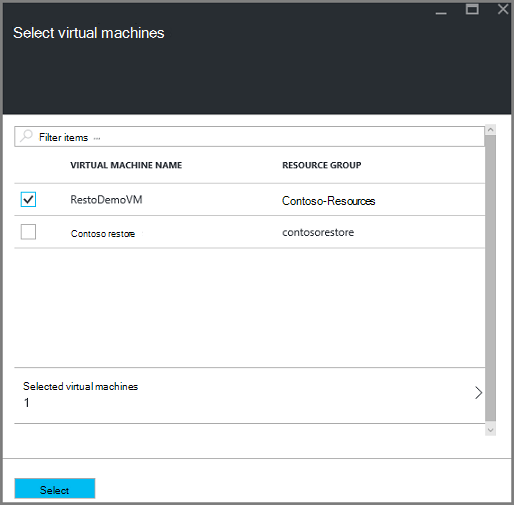 Select virtual machines
Filter items ...
VIRTUAL MACHINE NAME RESOURCE GROUP
RestoDemoVM Contoso-Resources
Contoso restore contosorestore
Selected virtual machines
1
Select